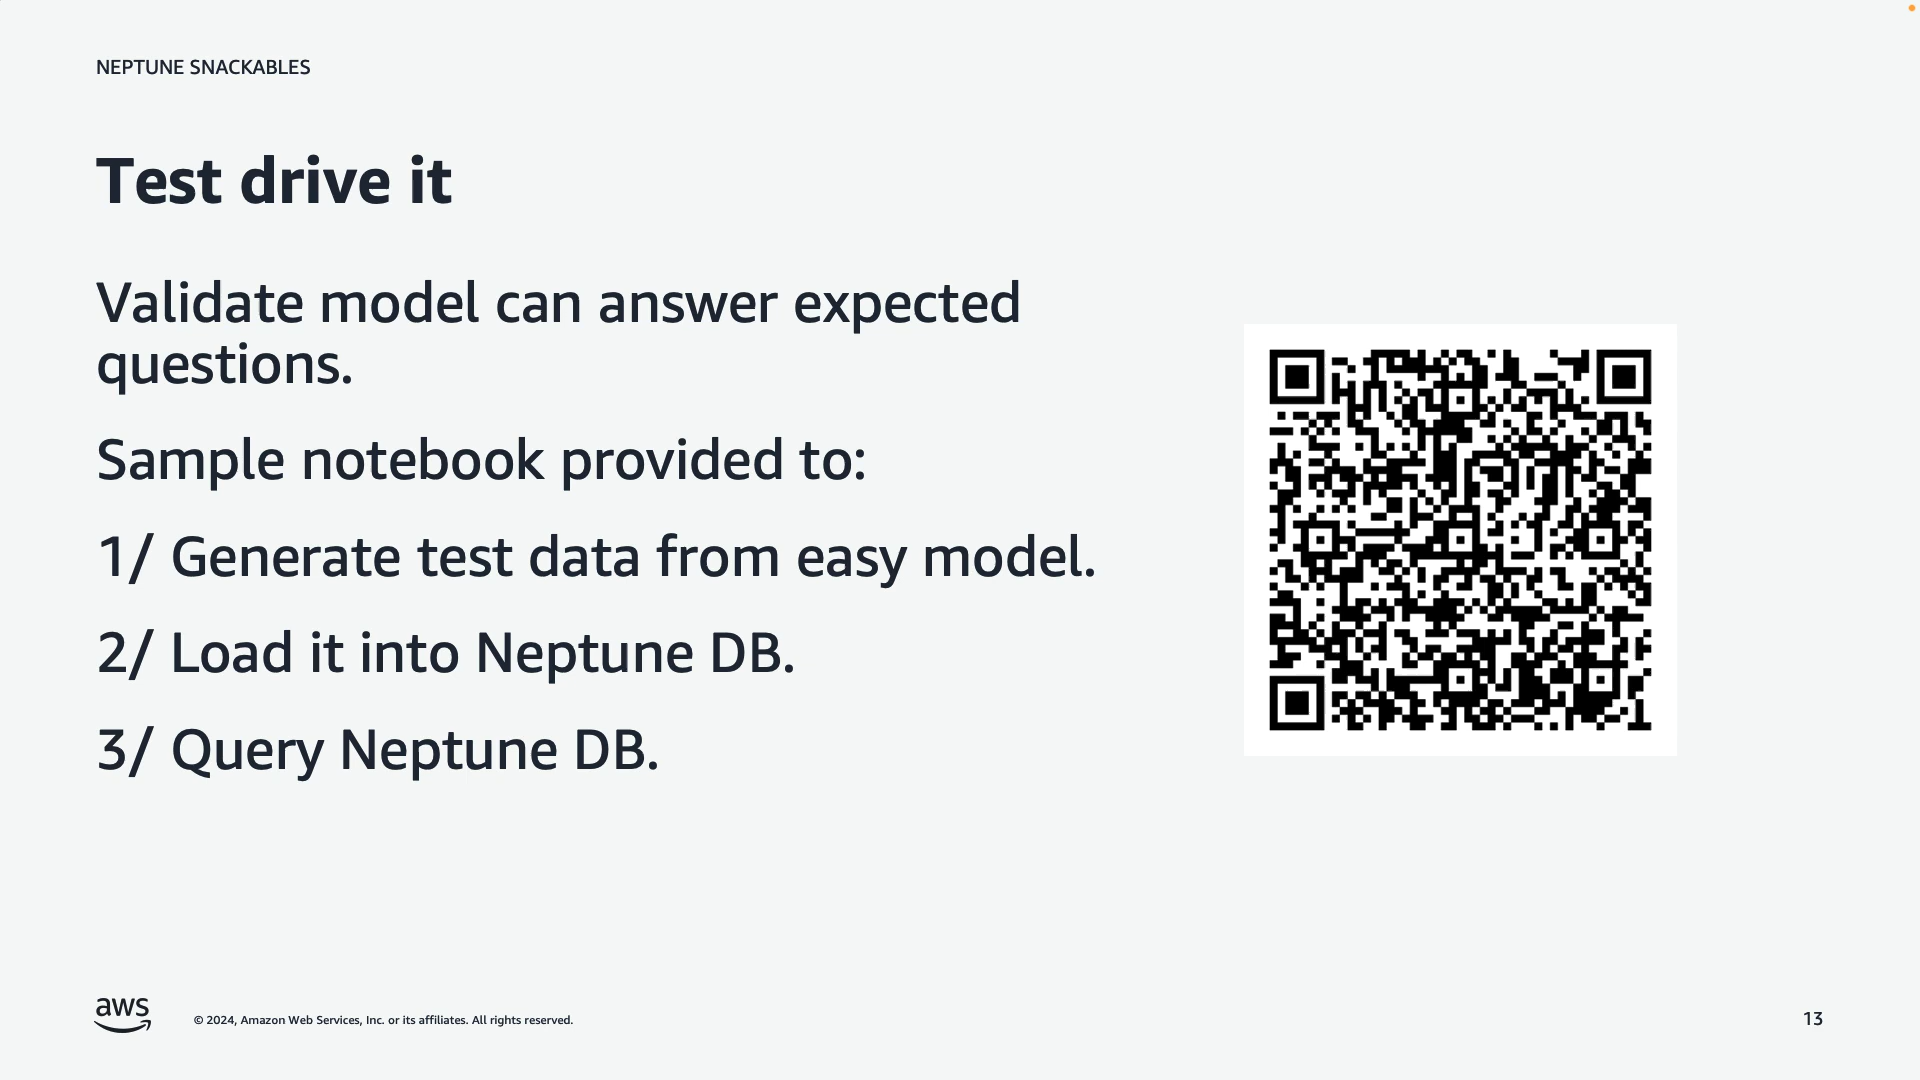 NEPTUNE SNACKABLES
Test drive it
Validate model can answer expected
questions.
Sample notebook provided to:
1/ Generate test data from easy model.
2/ Load it into Neptune DB.
3/ Query Neptune DB.
aws
© 2024, Amazon Web Services, Inc. or its affiliates. All rights reserved.
13